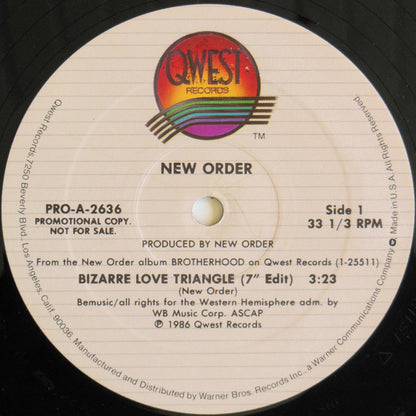 QWEST
RECORDS
TM
NEW ORDER
PRO-A-2636
PROMOTIONAL COPY.
NOT FOR SALE.
Side 1
33 1/3 RPM
PRODUCED BY NEW ORDER
From the New Order album BROTHERHOOD on Qwest Records (1-25511)
BIZARRE LOVE TRIANGLE (7" Edit) 3:23
(New Order)
Bemusic/all rights for the Western Hemisphere adm. by
WB Music Corp. ASCAP
℗ 1986 Qwest Records
Qwest Records, 7250 Beverly Blvd., Los Angeles, Calif. 90036. Manufactured and Distributed by Warner Bros. Records Inc., a Warner Communications Company. Made in U.S.A. All Rights Reserved.